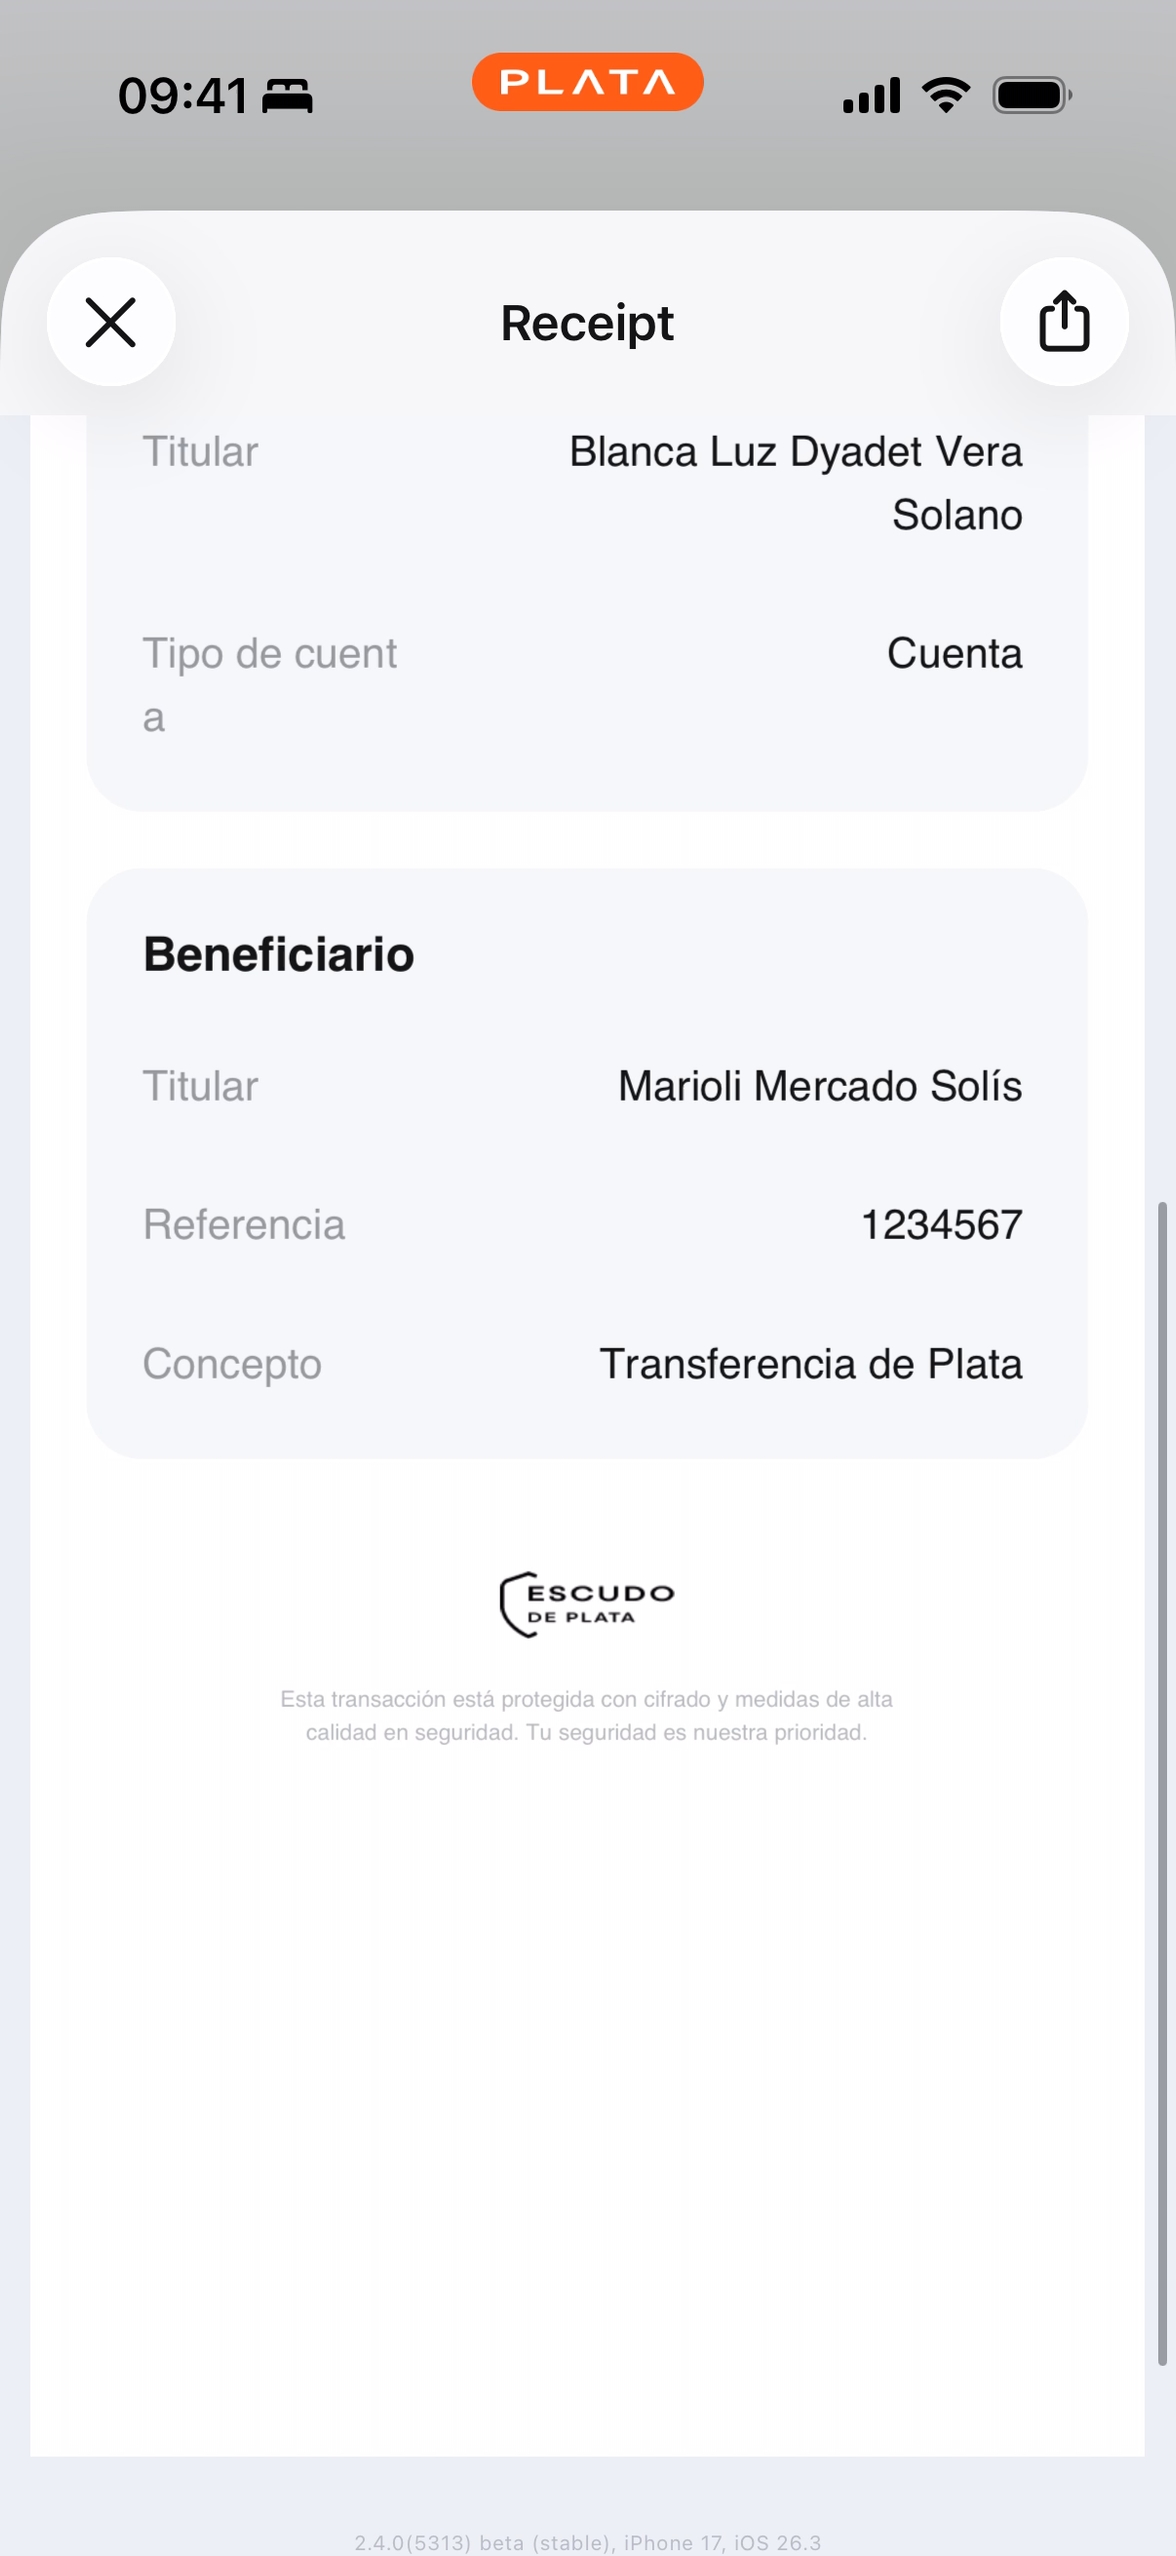 09:41
PLATA
Receipt
Titular
Blanca Luz Dyadet Vera
Solano
Tipo de cuent
a
Cuenta
Beneficiario
Titular
Marioli Mercado Solís
Referencia
1234567
Concepto
Transferencia de Plata
ESCUDO
DE PLATA
Esta transacción está protegida con cifrado y medidas de alta
calidad en seguridad. Tu seguridad es nuestra prioridad.
2.4.0(5313) beta (stable), iPhone 17, iOS 26.3